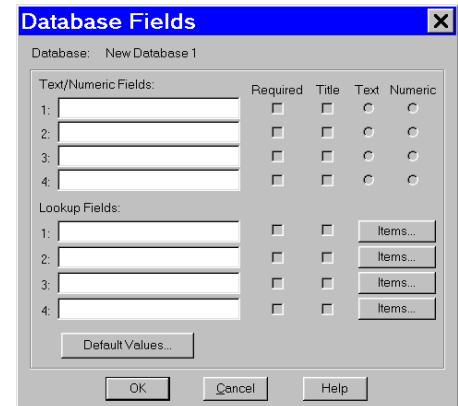 Database Fields
Database: New Database 1
Text/Numeric Fields: Required Title Text Numeric
1:
2:
3:
4:
Lookup Fields:
1: Items...
2: Items...
3: Items...
4: Items...
Default Values...
OK Cancel Help